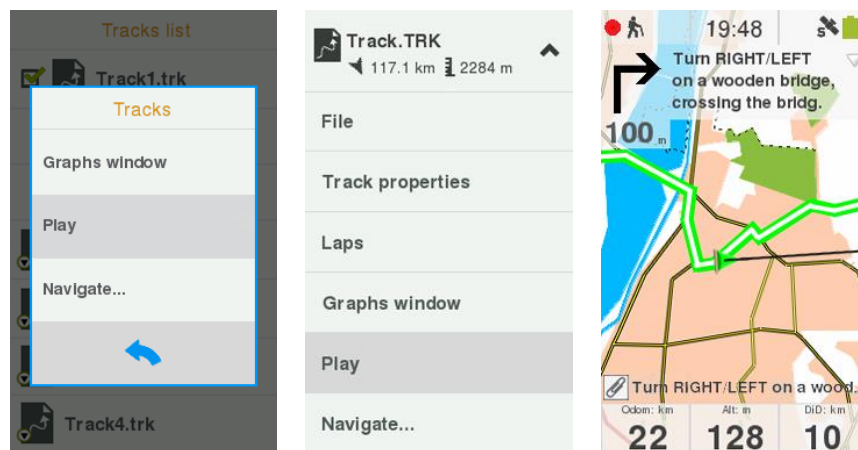 Tracks list
Track1.trk
Tracks
Graphs window
Play
Navigate...
Track4.trk
Track.TRK
117.1 km 2284 m
File
Track properties
Laps
Graphs window
Play
Navigate...
19:48
S
Turn RIGHT/LEFT
on a wooden bridge,
crossing the bridg.
100 m
Turn RIGHT/LEFT on a wood.
Odom: km Alt: m DiD: km
22 128 10